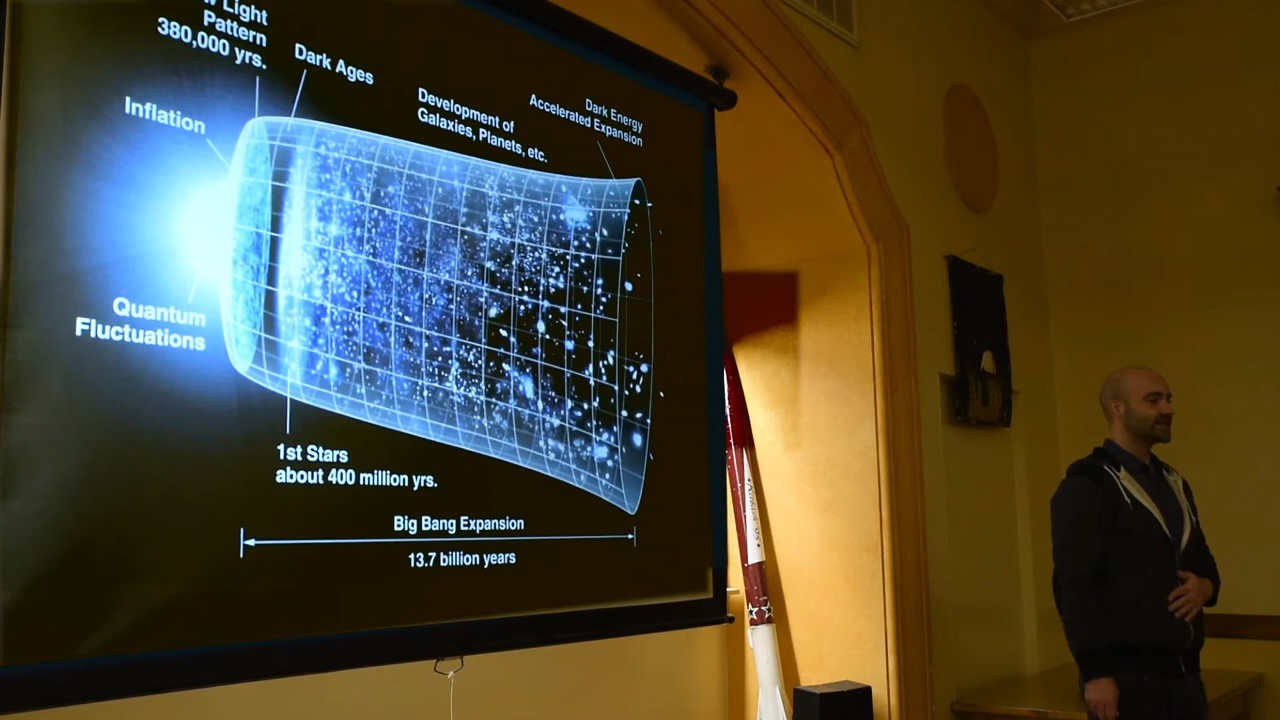 Light
Pattern
380,000 yrs.
Dark Ages
Inflation
Development of
Galaxies, Planets, etc.
Dark Energy
Accelerated Expansion
Quantum
Fluctuations
1st Stars
about 400 million yrs.
Big Bang Expansion
13.7 billion years